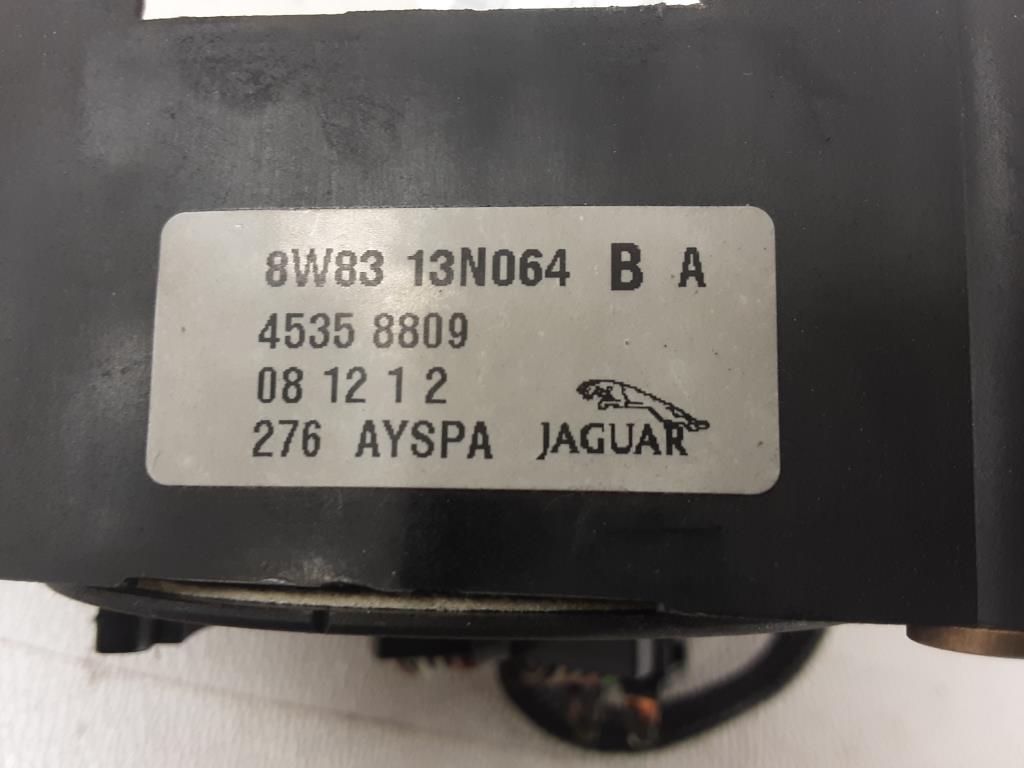 8W83 13N064 B A
4535 8809
08 12 1 2
276 AYSPA JAGUAR